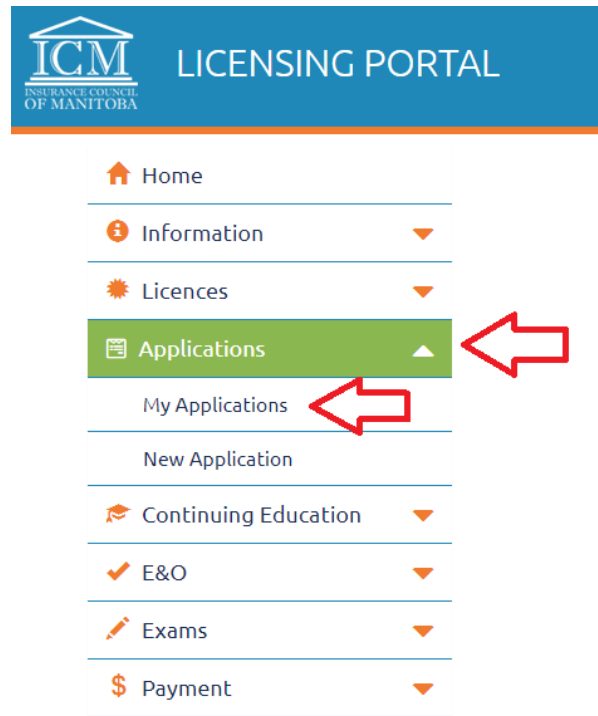 ICM
INSURANCE COUNCIL
OF MANITOBA
LICENSING PORTAL
Home
Information
Licences
Applications
My Applications
New Application
Continuing Education
E&O
Exams
$ Payment